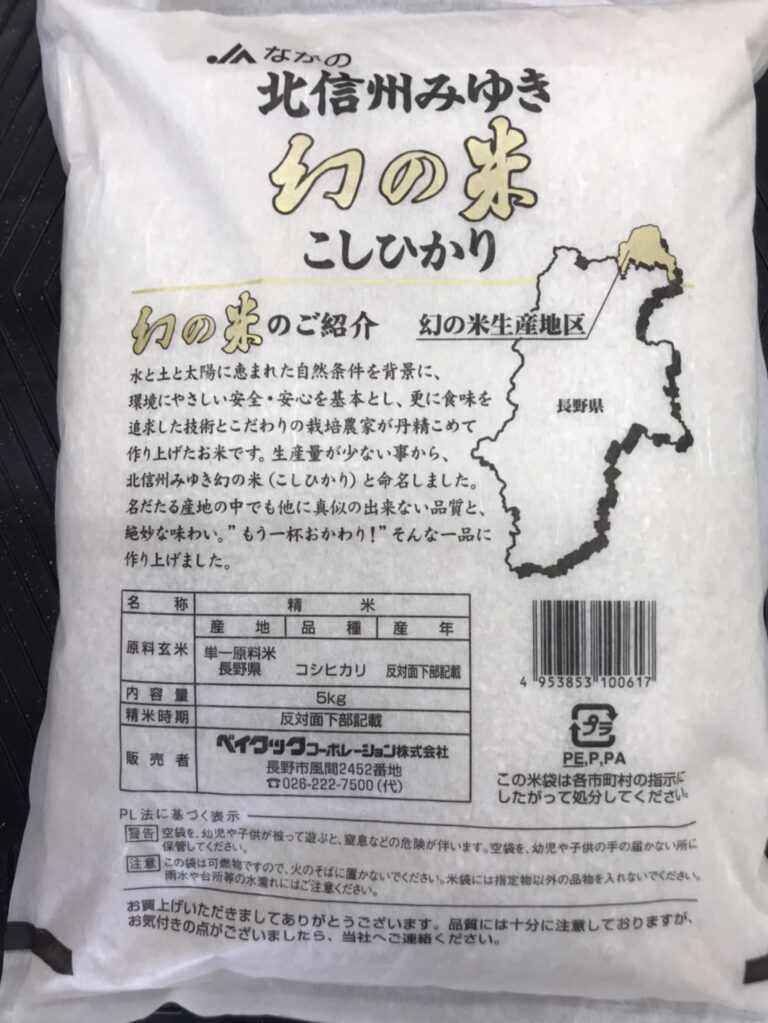 JAなかの
北信州みゆき
幻の米
こしひかり
幻の米のご紹介
幻の米生産地区
長野県
水と土と太陽に恵まれた自然条件を背景に、
環境にやさしい安全・安心を基本とし、更に食味を
追求した技術とこだわりの栽培農家が丹精こめて
作り上げたお米です。生産量が少ない事から、
北信州みゆき幻の米（こしひかり）と命名しました。
名だたる産地の中でも他に真似の出来ない品質と、
絶妙な味わい。”もう一杯おかわり！”そんな一品に
作り上げました。
名 称 精 米
原料玄米 産 地 品 種 産 年
単一原料米
長野県 コシヒカリ 反対面下部記載
内 容 量 5kg
精米時期 反対面下部記載
販 売 者 ベイクックコーポレーション株式会社
長野市風間2452番地
☎026-222-7500（代）
4 953853 100617
プラ
PE,P,PA
この米袋は各市町村の指示に
したがって処分してください。
PL法に基づく表示
警告 空袋を、幼児や子供が被って遊ぶと、窒息などの危険が伴います。空袋を、幼児や子供の手の届かない所に
保管してください。
注意 この袋は可燃物ですので、火のそばに置かないでください。米袋には指定物以外の品物を入れないでください。
雨水や台所等の水濡れにはご注意ください。
お買上げいただきましてありがとうございます。品質には十分に注意しておりますが、
お気付きの点がございましたら、当社へご連絡ください。